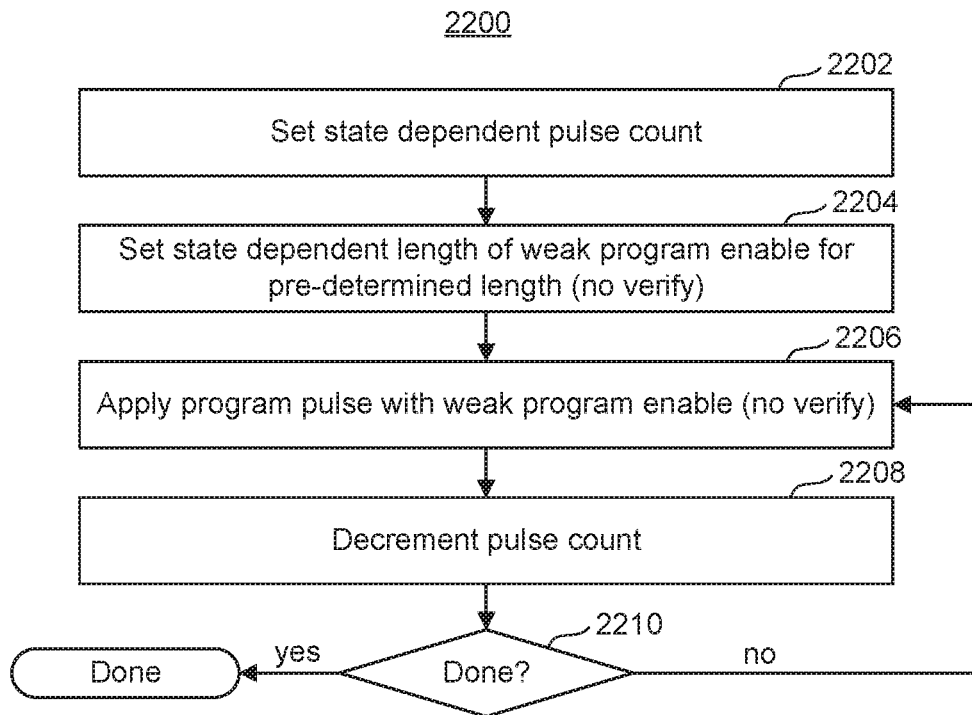 2200
2202
Set state dependent pulse count
2204
Set state dependent length of weak program enable for
pre-determined length (no verify)
2206
Apply program pulse with weak program enable (no verify)
2208
Decrement pulse count
2210
Done
yes
Done?
no